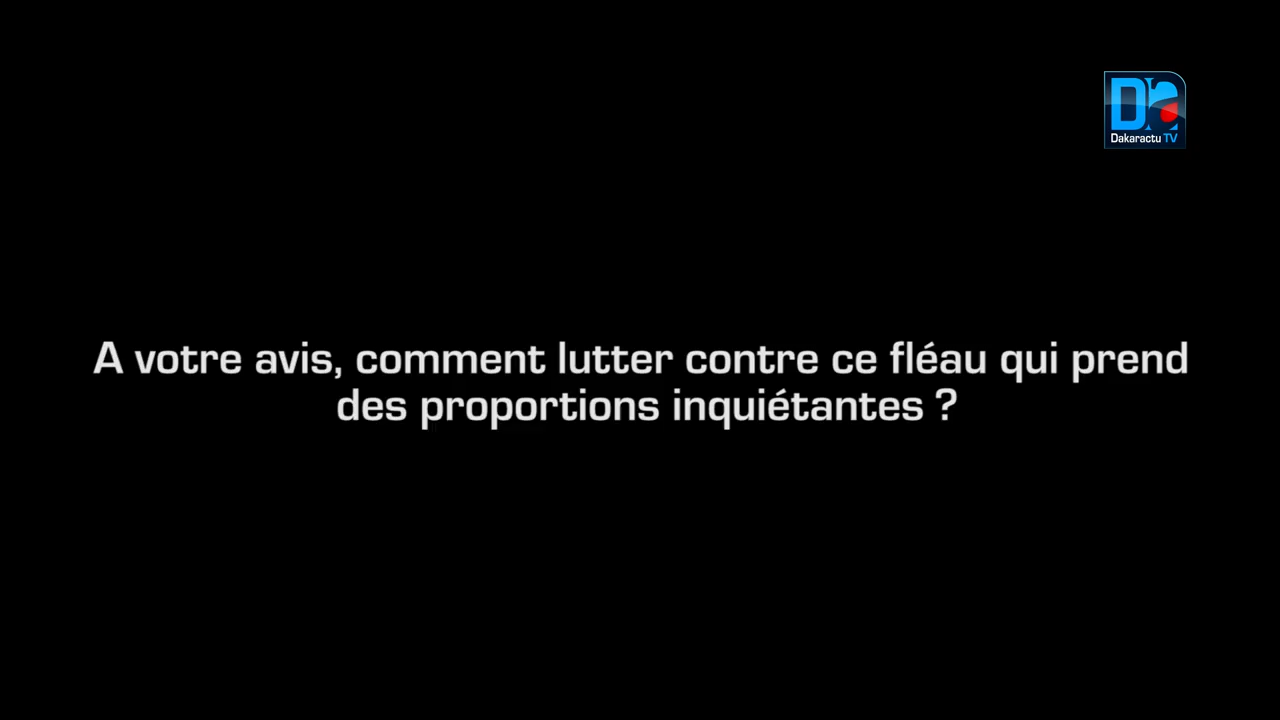 Dakaractu TV
A votre avis, comment lutter contre ce fléau qui prend
des proportions inquiétantes ?